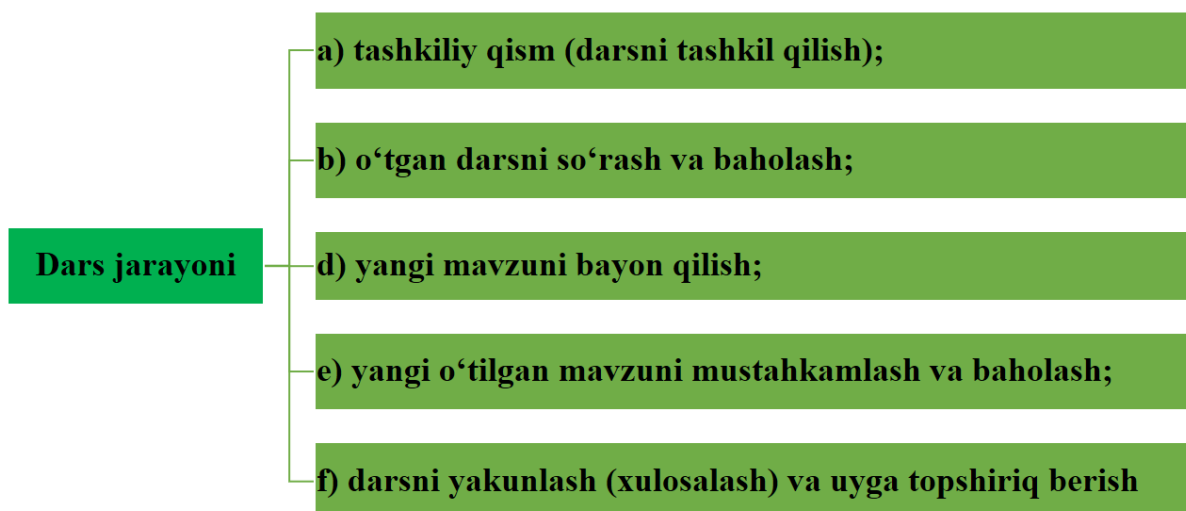 a) tashkiliy qism (darsni tashkil qilish);
b) o‘tgan darsni so‘rash va baholash;
Dars jarayoni
d) yangi mavzuni bayon qilish;
e) yangi o‘tilgan mavzuni mustahkamlash va baholash;
f) darsni yakunlash (xulosalash) va uyga topshiriq berish